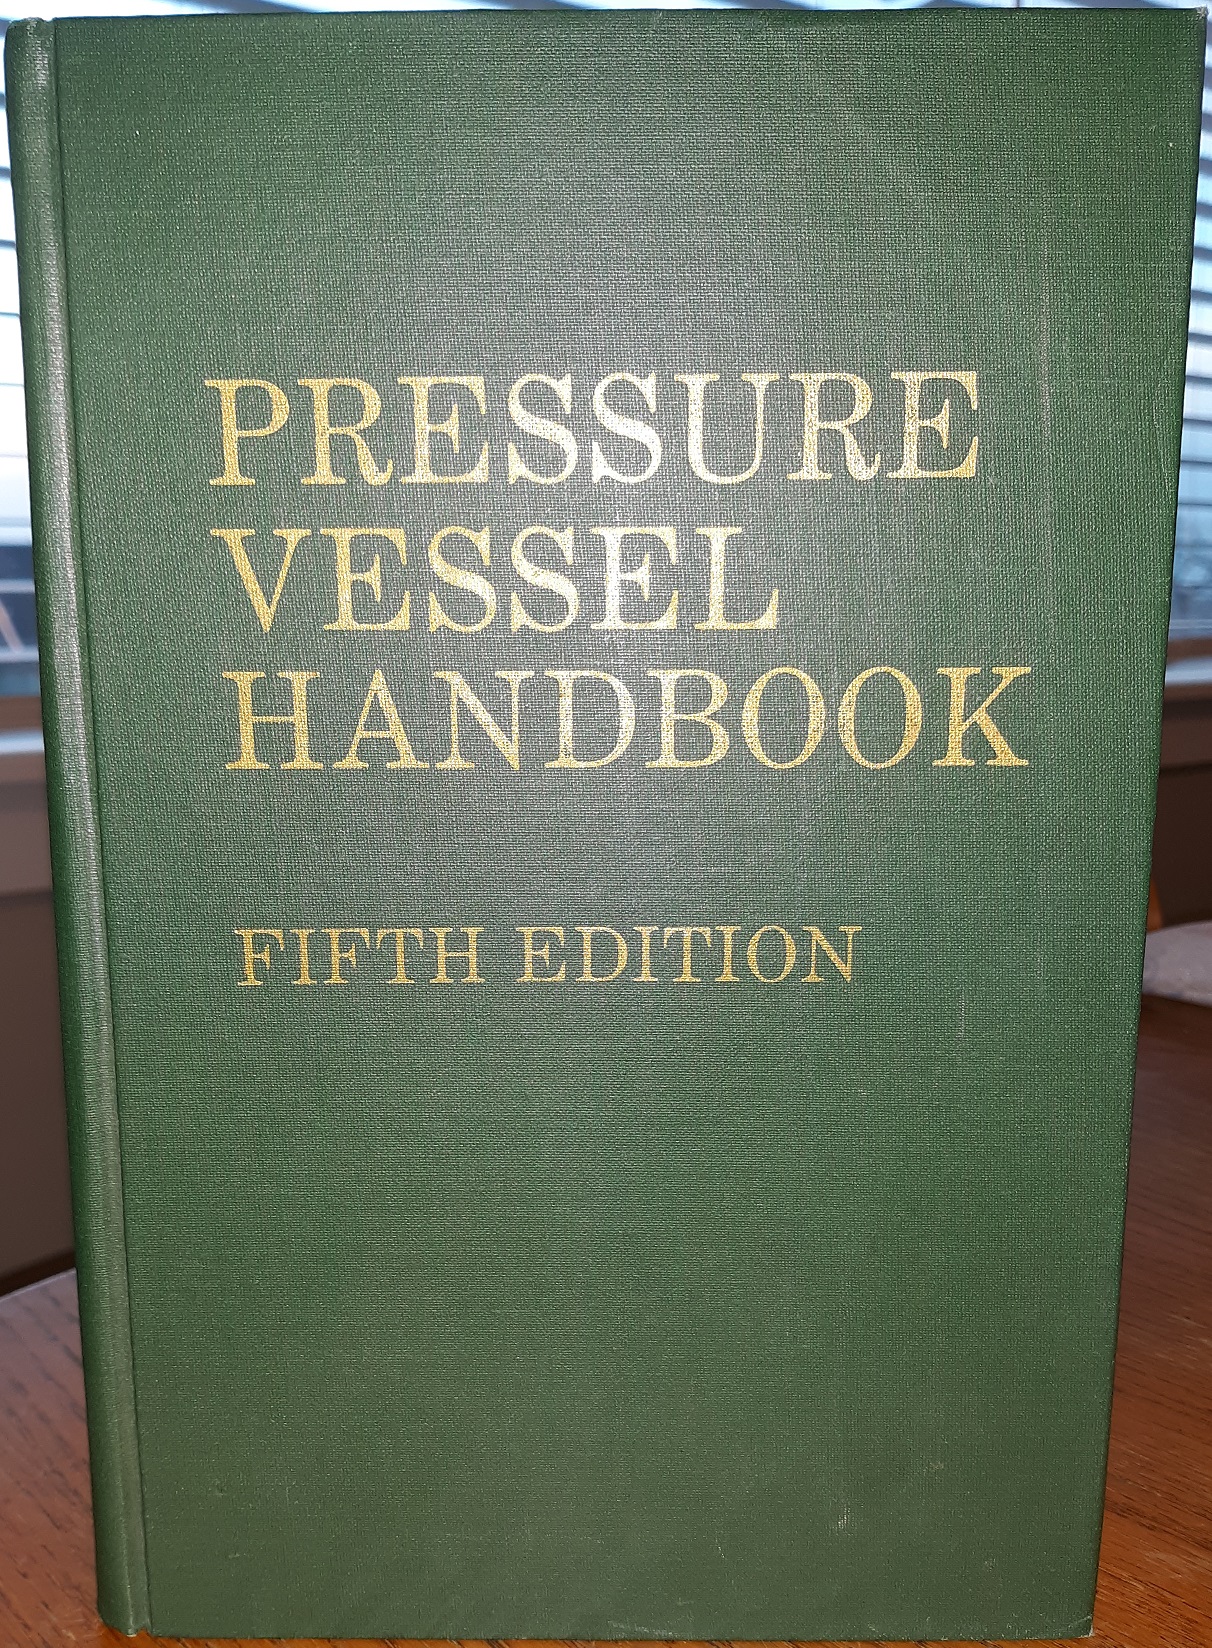 PRESSURE
VESSEL
HANDBOOK
FIFTH EDITION